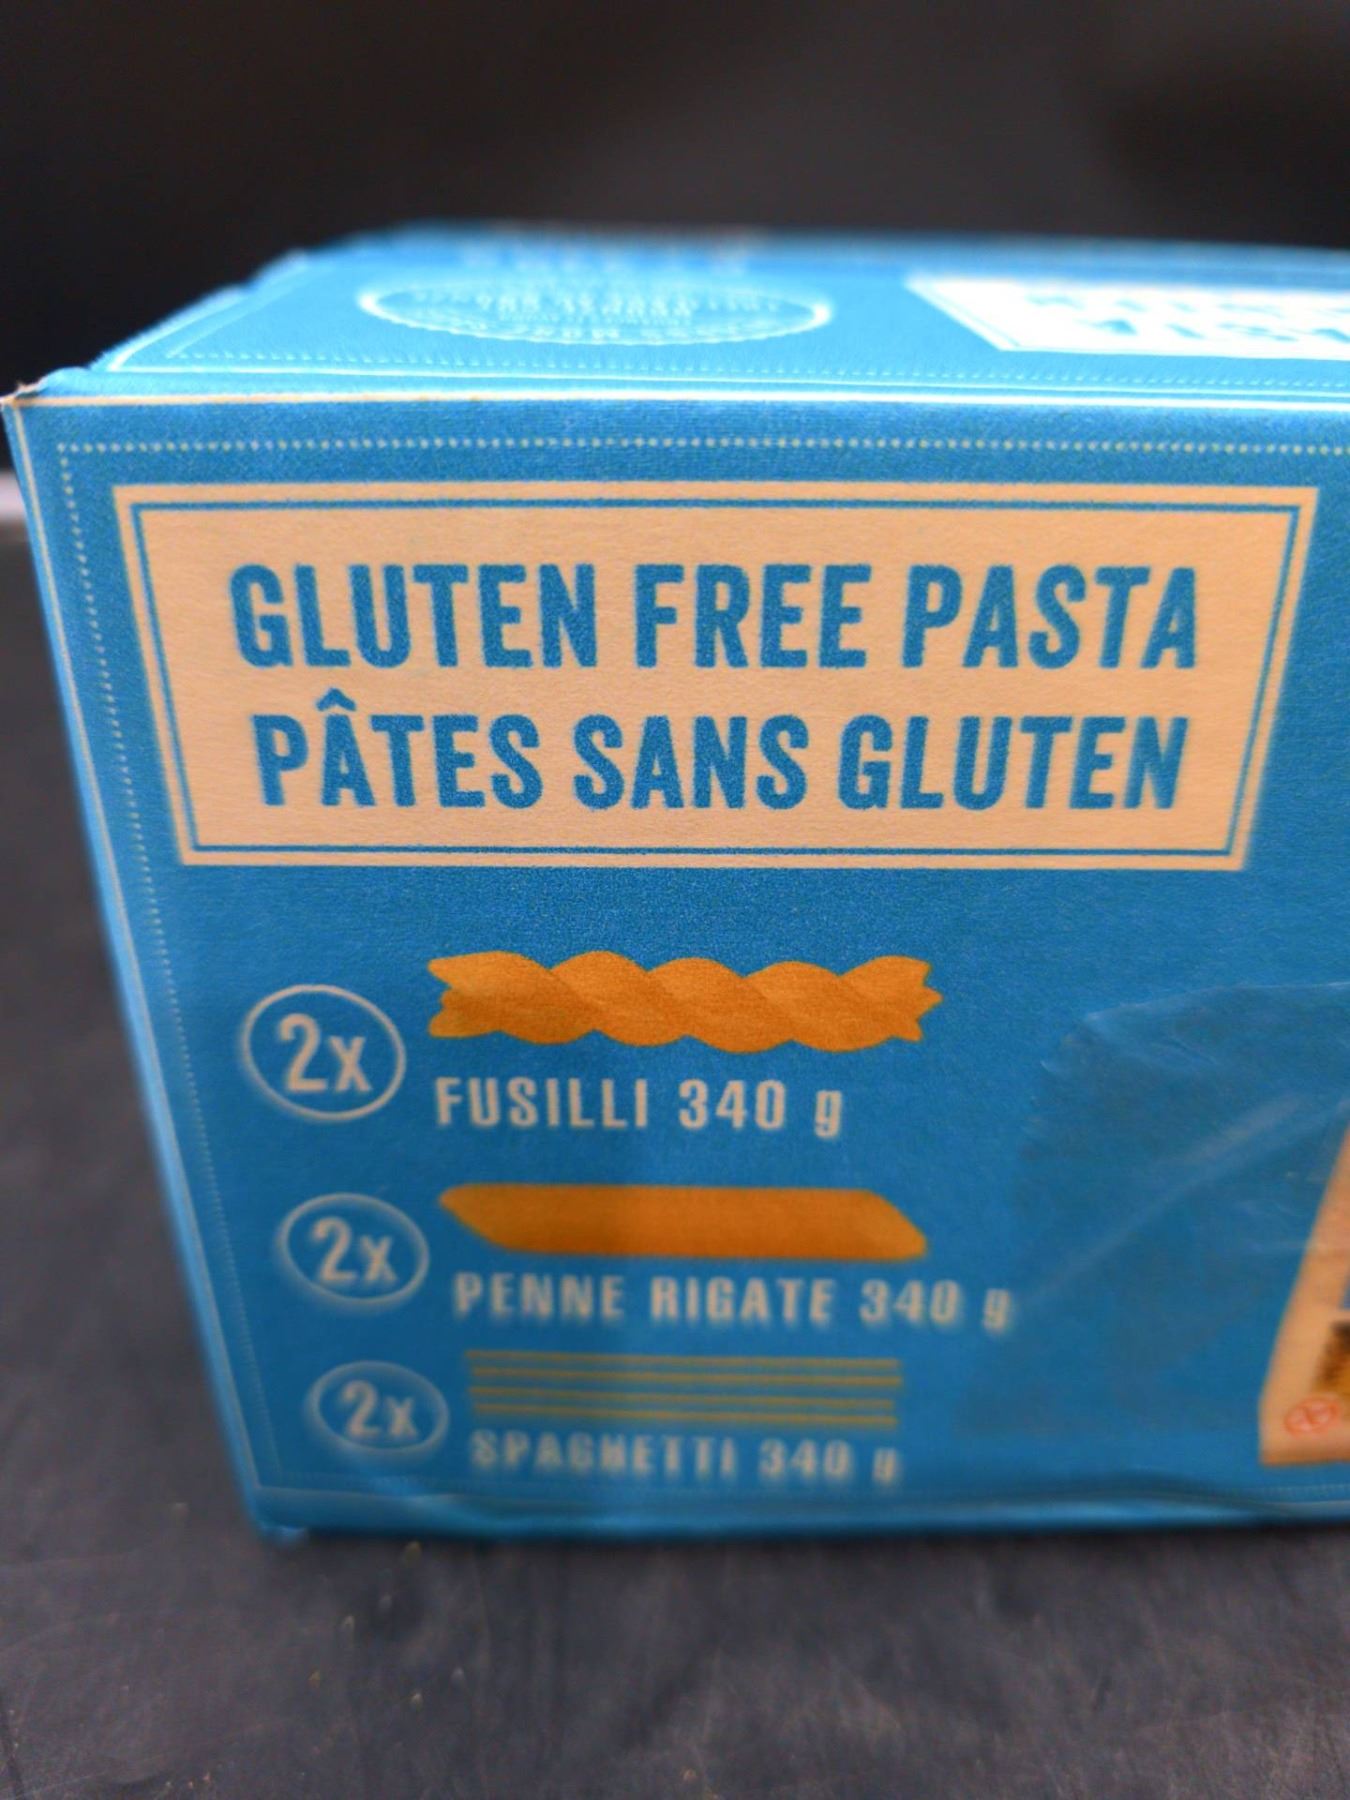 GLUTEN FREE PASTA
PÂTES SANS GLUTEN
2x
FUSILLI 340 g
2x
PENNE RIGATE 340 g
2x
SPAGHETTI 340 g